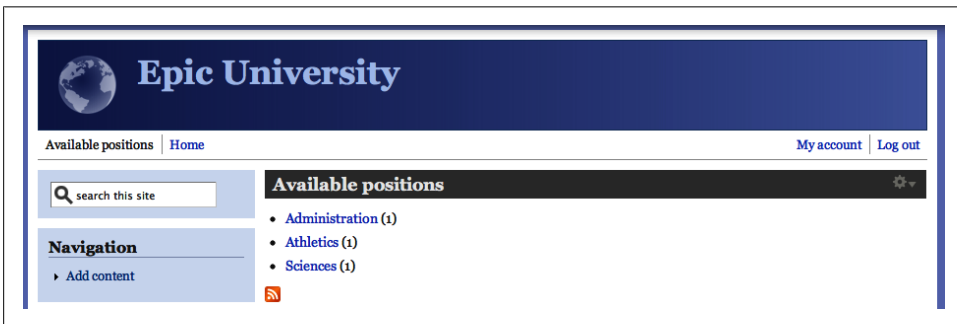 Epic University
Available positions Home My account Log out
search this site
Available positions
Administration (1)
Athletics (1)
Sciences (1)
Navigation
Add content